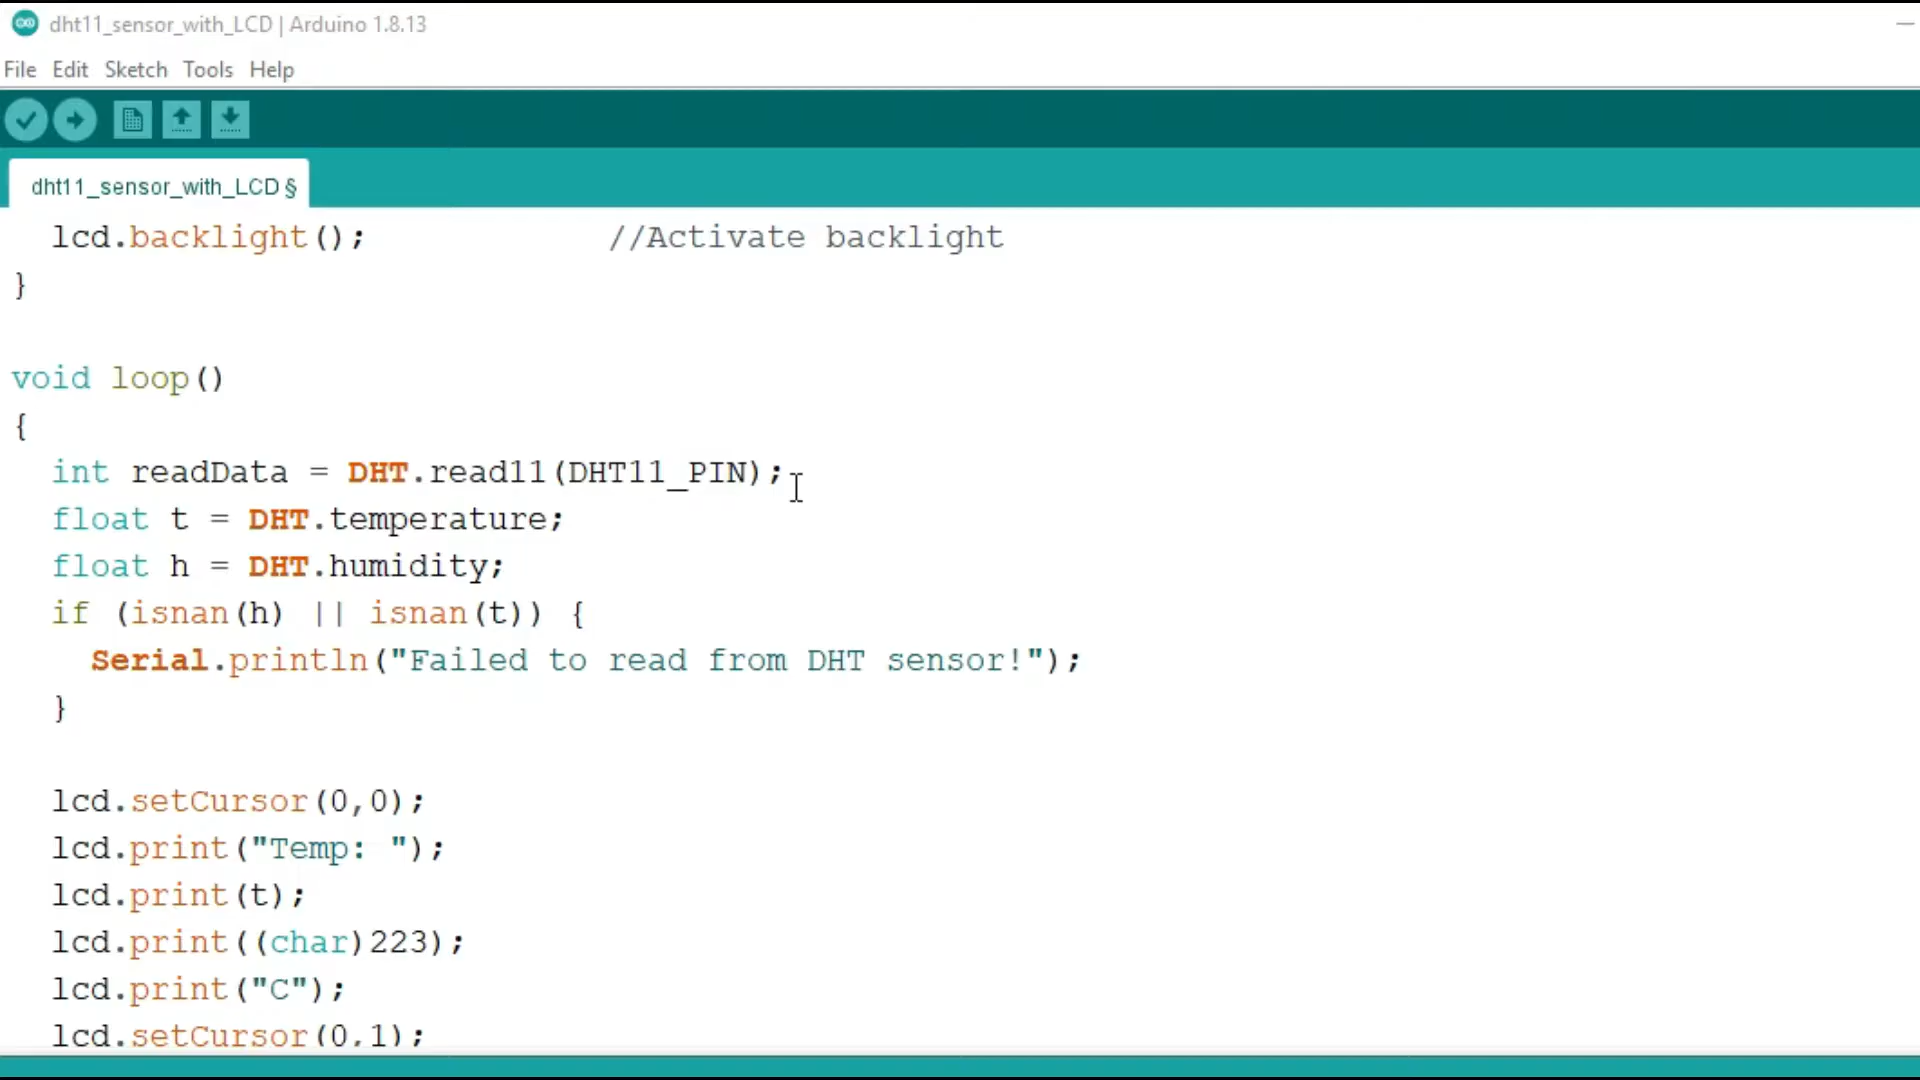 dht11_sensor_with_LCD | Arduino 1.8.13
File Edit Sketch Tools Help
dht11_sensor_with_LCD §
lcd.backlight(); //Activate backlight
}
void loop()
{
int readData = DHT.read11(DHT11_PIN);
float t = DHT.temperature;
float h = DHT.humidity;
if (isnan(h) || isnan(t)) {
Serial.println("Failed to read from DHT sensor!");
}
lcd.setCursor(0,0);
lcd.print("Temp: ");
lcd.print(t);
lcd.print((char)223);
lcd.print("C");
lcd.setCursor(0,1);